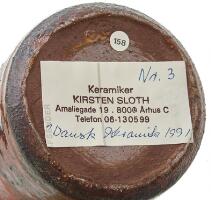 158
Nr. 3
Keramiker
KIRSTEN SLOTH
Amaliegade 19 . 8000 Århus C
Telefon 06-130599
Dansk Keramik 1991